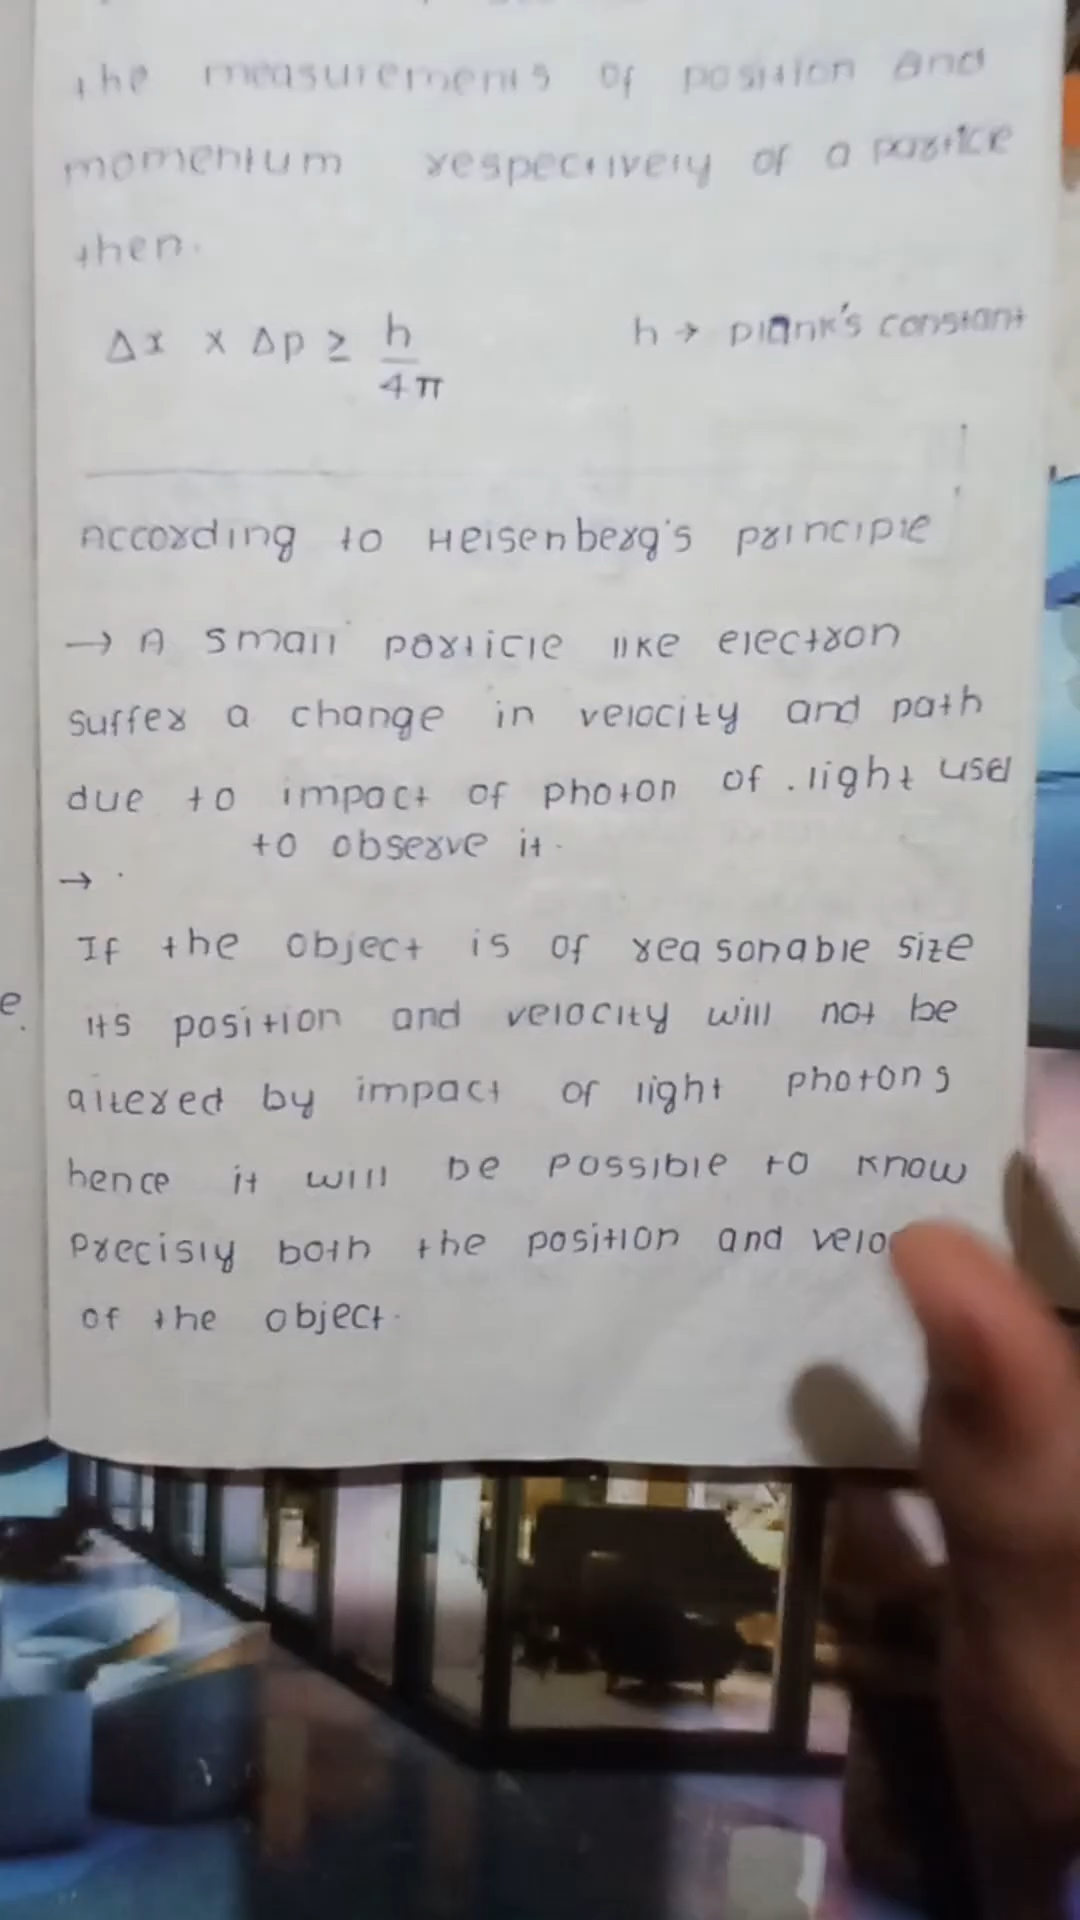 the measurements of position and
momentum respectively of a partice
then.
Δx x Δp ≥ h/4π h → plank's constant
According to Heisenberg's principle
→ A small particle like electron
suffer a change in velocity and path
due to impact of photon of . light used
to observe it.
→ .
If the object is of reasonable size
its position and velocity will not be
altered by impact of light photons
hence it will be possible to know
precisly both the position and velo
of the object.
e.